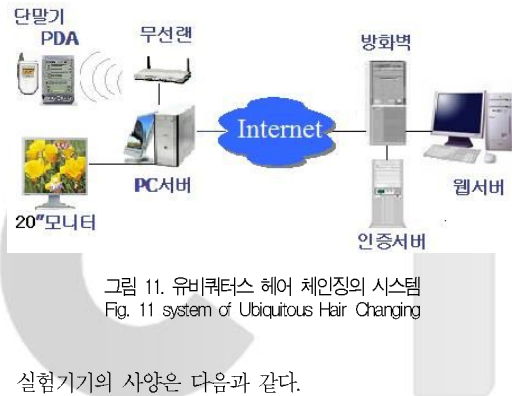 단말기
PDA
무선랜
방화벽
Internet
PC서버
웹서버
20"모니터
인증서버
그림 11. 유비쿼터스 헤어 체인징의 시스템
Fig. 11 system of Ubiquitous Hair Changing
실험기기의 사양은 다음과 같다.